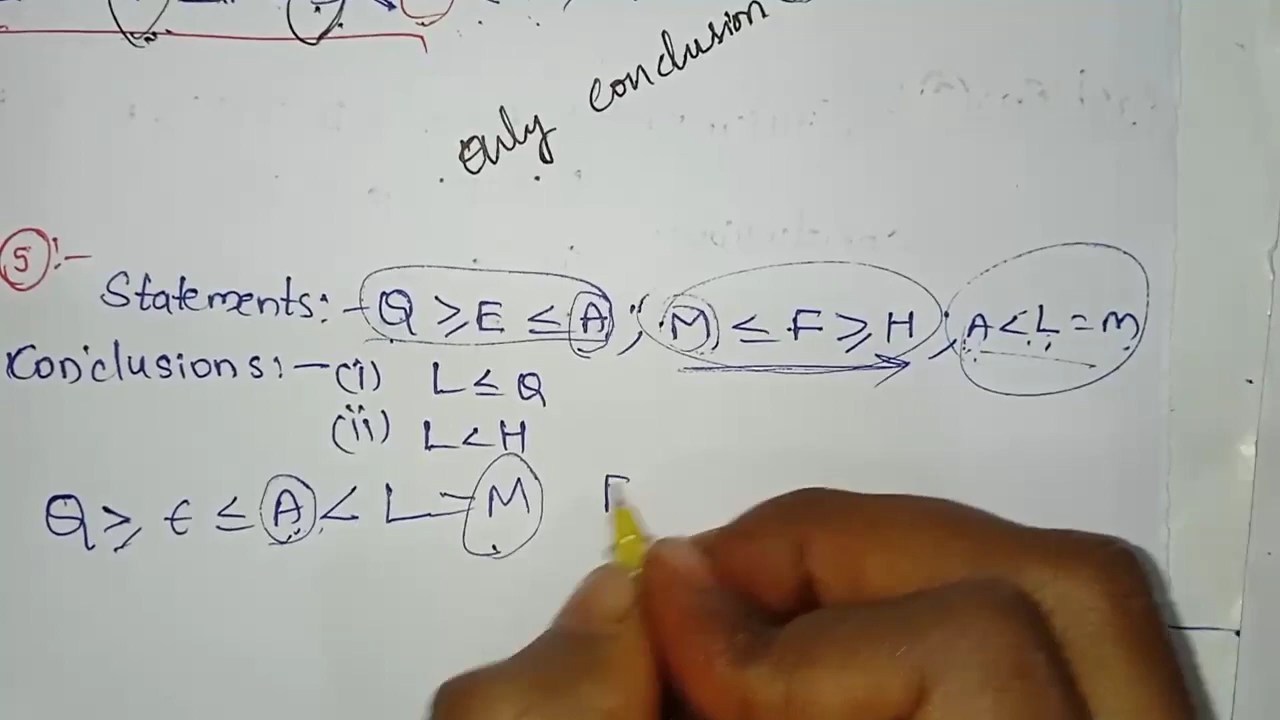 only conclusion
5:-
Statements:- Q ≥ E ≤ A ; M ≤ F ≥ H ; A < L = M
Conclusions:- (i) L ≤ Q
(ii) L < H
Q ≥ E ≤ A < L = M